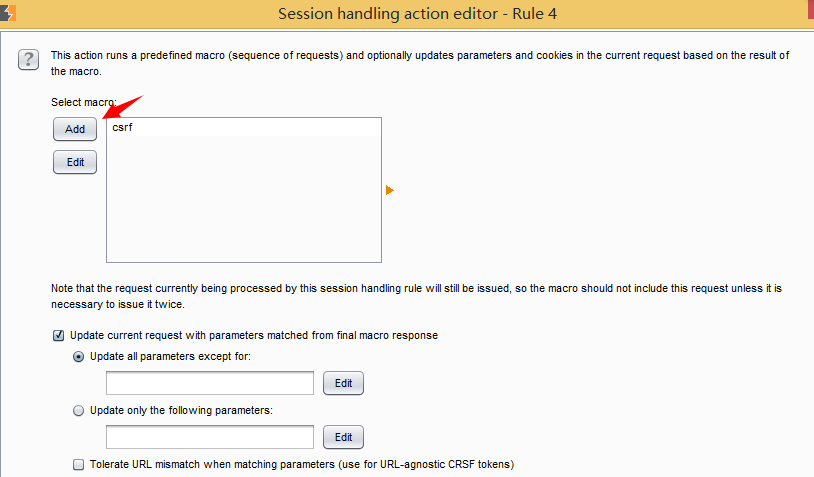 Session handling action editor - Rule 4
?
This action runs a predefined macro (sequence of requests) and optionally updates parameters and cookies in the current request based on the result of
the macro.
Select macro:
Add
csrf
Edit
Note that the request currently being processed by this session handling rule will still be issued, so the macro should not include this request unless it is
necessary to issue it twice.
Update current request with parameters matched from final macro response
Update all parameters except for:
Edit
Update only the following parameters:
Edit
Tolerate URL mismatch when matching parameters (use for URL-agnostic CRSF tokens)